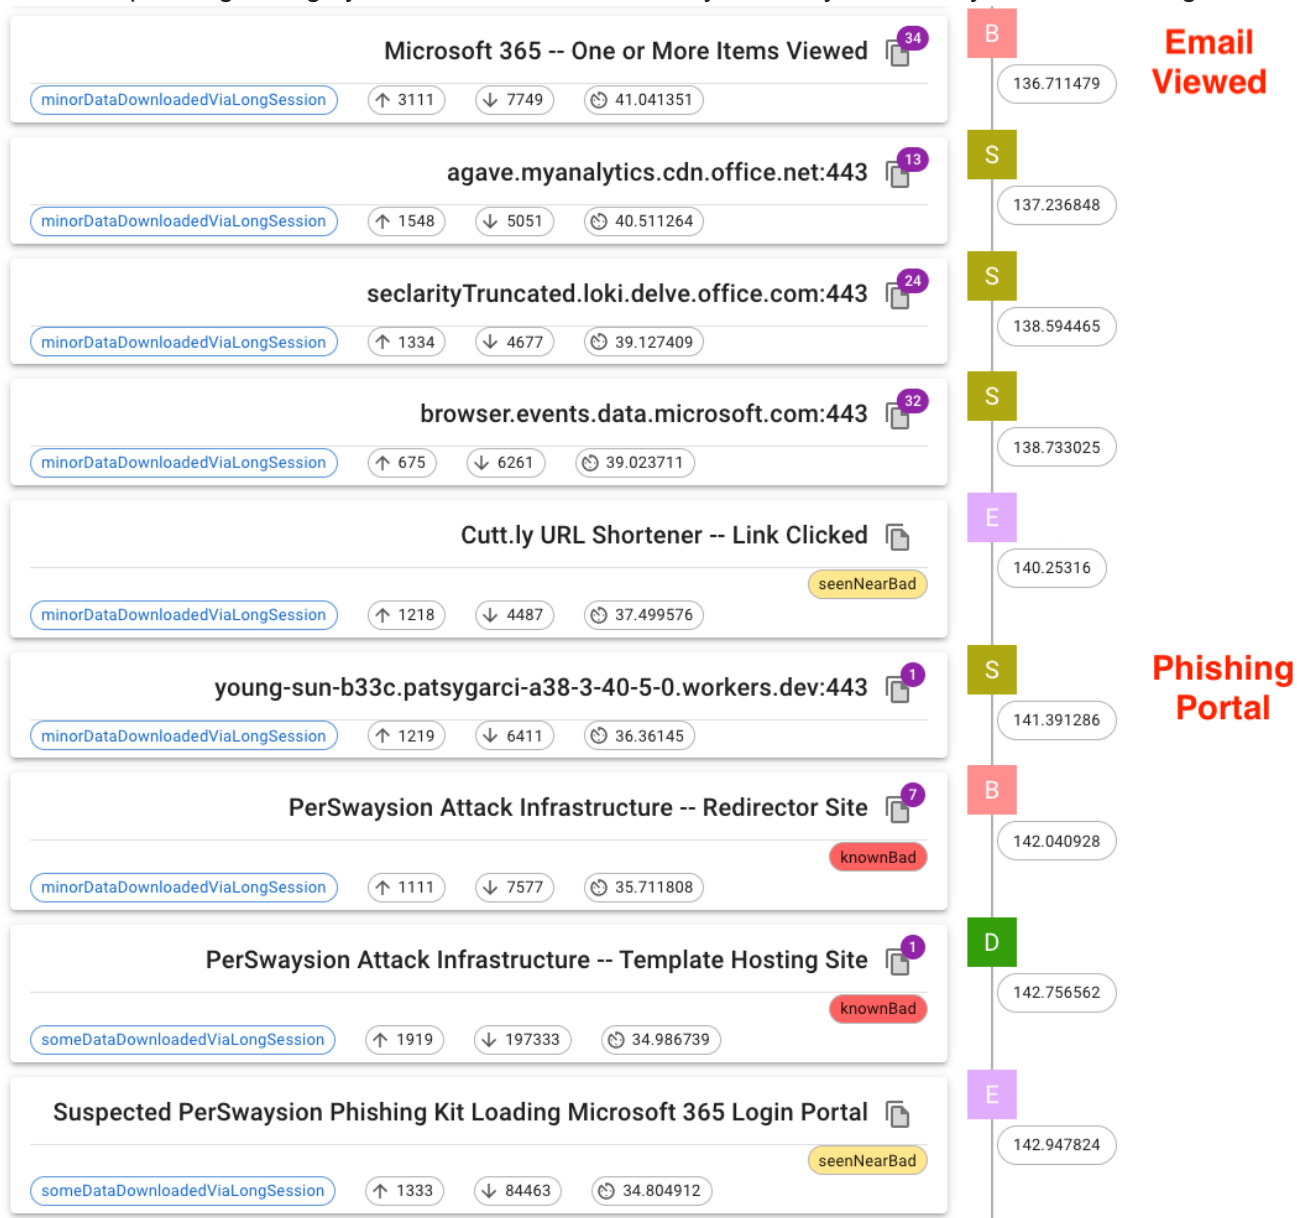 Microsoft 365 -- One or More Items Viewed
34
B
Email
Viewed
136.711479
minorDataDownloadedViaLongSession
3111
7749
41.041351
agave.myanalytics.cdn.office.net:443
13
S
137.236848
minorDataDownloadedViaLongSession
1548
5051
40.511264
seclarityTruncated.loki.delve.office.com:443
24
S
138.594465
minorDataDownloadedViaLongSession
1334
4677
39.127409
browser.events.data.microsoft.com:443
32
S
138.733025
minorDataDownloadedViaLongSession
675
6261
39.023711
Cutt.ly URL Shortener -- Link Clicked
E
140.25316
seenNearBad
minorDataDownloadedViaLongSession
1218
4487
37.499576
young-sun-b33c.patsygarci-a38-3-40-5-0.workers.dev:443
1
S
Phishing
Portal
141.391286
minorDataDownloadedViaLongSession
1219
6411
36.36145
PerSwaysion Attack Infrastructure -- Redirector Site
7
B
142.040928
knownBad
minorDataDownloadedViaLongSession
1111
7577
35.711808
PerSwaysion Attack Infrastructure -- Template Hosting Site
1
D
142.756562
knownBad
someDataDownloadedViaLongSession
1919
197333
34.986739
Suspected PerSwaysion Phishing Kit Loading Microsoft 365 Login Portal
E
142.947824
seenNearBad
someDataDownloadedViaLongSession
1333
84463
34.804912